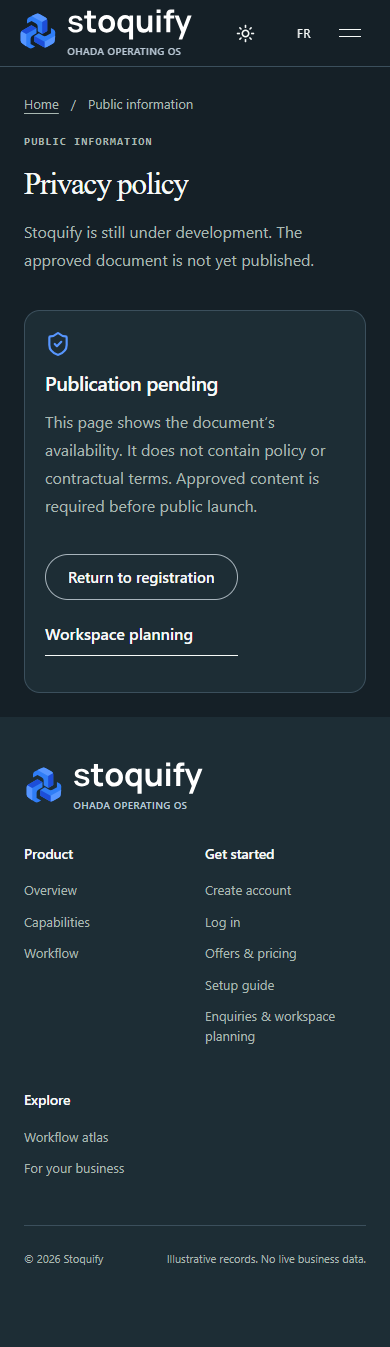 stoquify
OHADA OPERATING OS
FR
Home / Public information
PUBLIC INFORMATION
Privacy policy
Stoquify is still under development. The
approved document is not yet published.
Publication pending
This page shows the document's
availability. It does not contain policy or
contractual terms. Approved content is
required before public launch.
Return to registration
Workspace planning
stoquify
OHADA OPERATING OS
Product
Overview
Capabilities
Workflow
Get started
Create account
Log in
Offers & pricing
Setup guide
Enquiries & workspace
planning
Explore
Workflow atlas
For your business
© 2026 Stoquify
Illustrative records. No live business data.